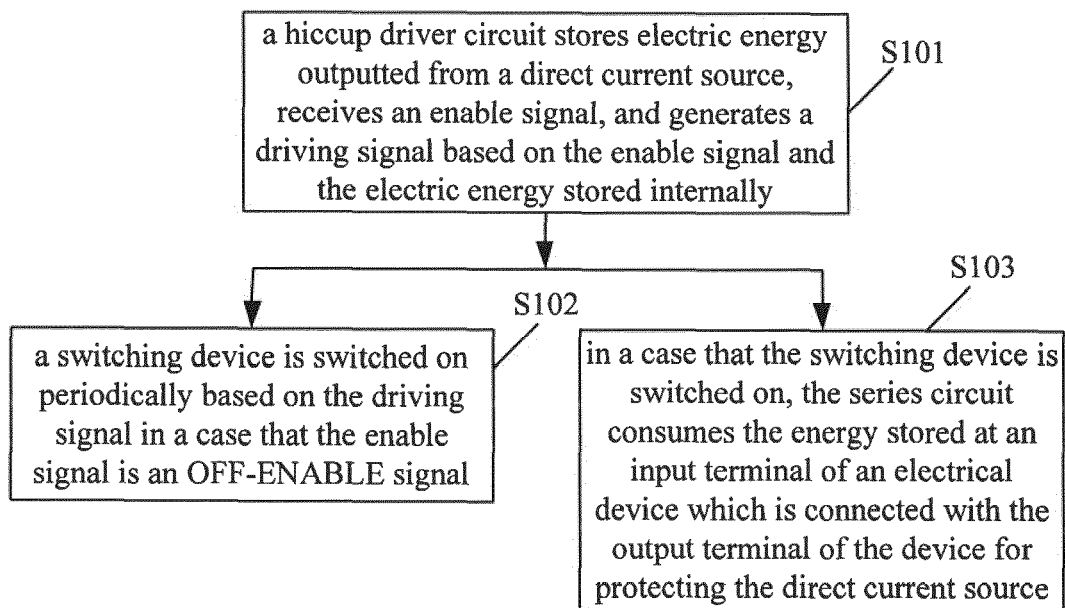 a hiccup driver circuit stores electric energy
outputted from a direct current source,
receives an enable signal, and generates a
driving signal based on the enable signal and
the electric energy stored internally
S101
S102
a switching device is switched on
periodically based on the driving
signal in a case that the enable
signal is an OFF-ENABLE signal
S103
in a case that the switching device is
switched on, the series circuit
consumes the energy stored at an
input terminal of an electrical
device which is connected with the
output terminal of the device for
protecting the direct current source